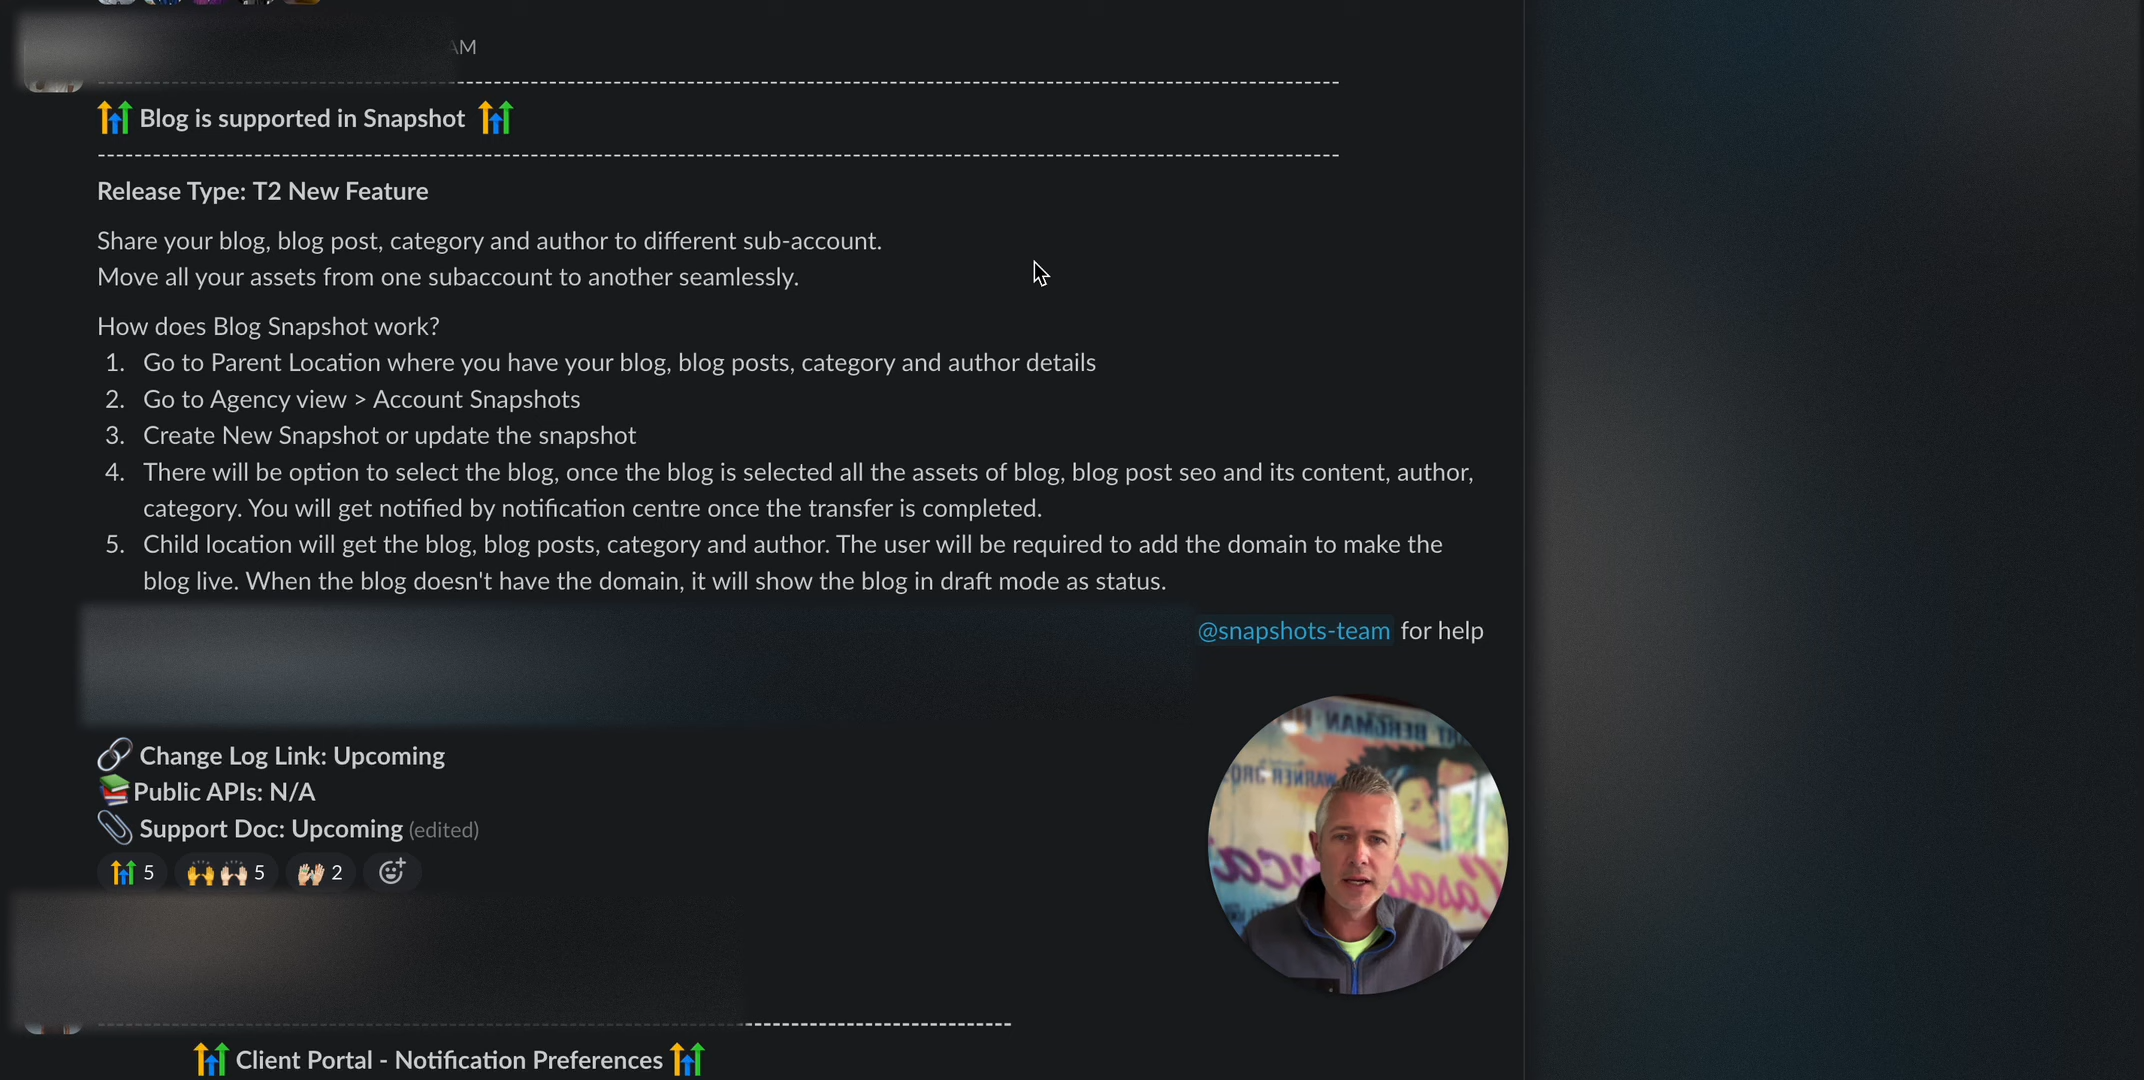 AM
Blog is supported in Snapshot
Release Type: T2 New Feature
Share your blog, blog post, category and author to different sub-account.
Move all your assets from one subaccount to another seamlessly.
How does Blog Snapshot work?
1. Go to Parent Location where you have your blog, blog posts, category and author details
2. Go to Agency view > Account Snapshots
3. Create New Snapshot or update the snapshot
4. There will be option to select the blog, once the blog is selected all the assets of blog, blog post seo and its content, author,
category. You will get notified by notification centre once the transfer is completed.
5. Child location will get the blog, blog posts, category and author. The user will be required to add the domain to make the
blog live. When the blog doesn't have the domain, it will show the blog in draft mode as status.
@snapshots-team for help
Change Log Link: Upcoming
Public APIs: N/A
Support Doc: Upcoming (edited)
5 5 2
BERGMAN
WARNER
Client Portal - Notification Preferences